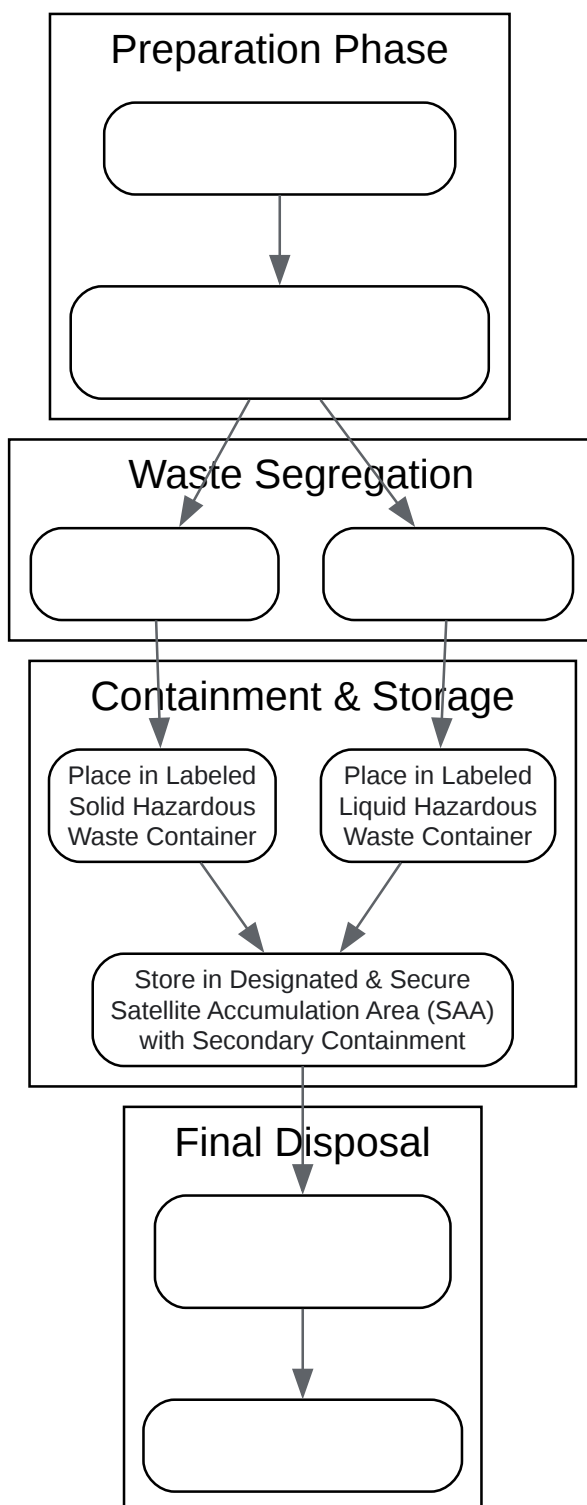 Preparation Phase
Waste Segregation
Containment & Storage
Place in Labeled
Solid Hazardous
Waste Container
Place in Labeled
Liquid Hazardous
Waste Container
Store in Designated & Secure
Satellite Accumulation Area (SAA)
with Secondary Containment
Final Disposal